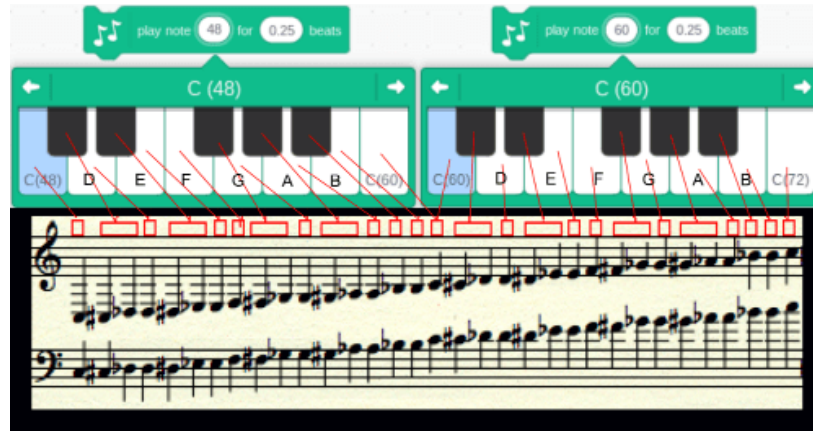 play note 48 for 0.25 beats play note 60 for 0.25 beats
C (48) C (60)
C(48) D E F G A B C(60) C(60) D E F G A B C(72)